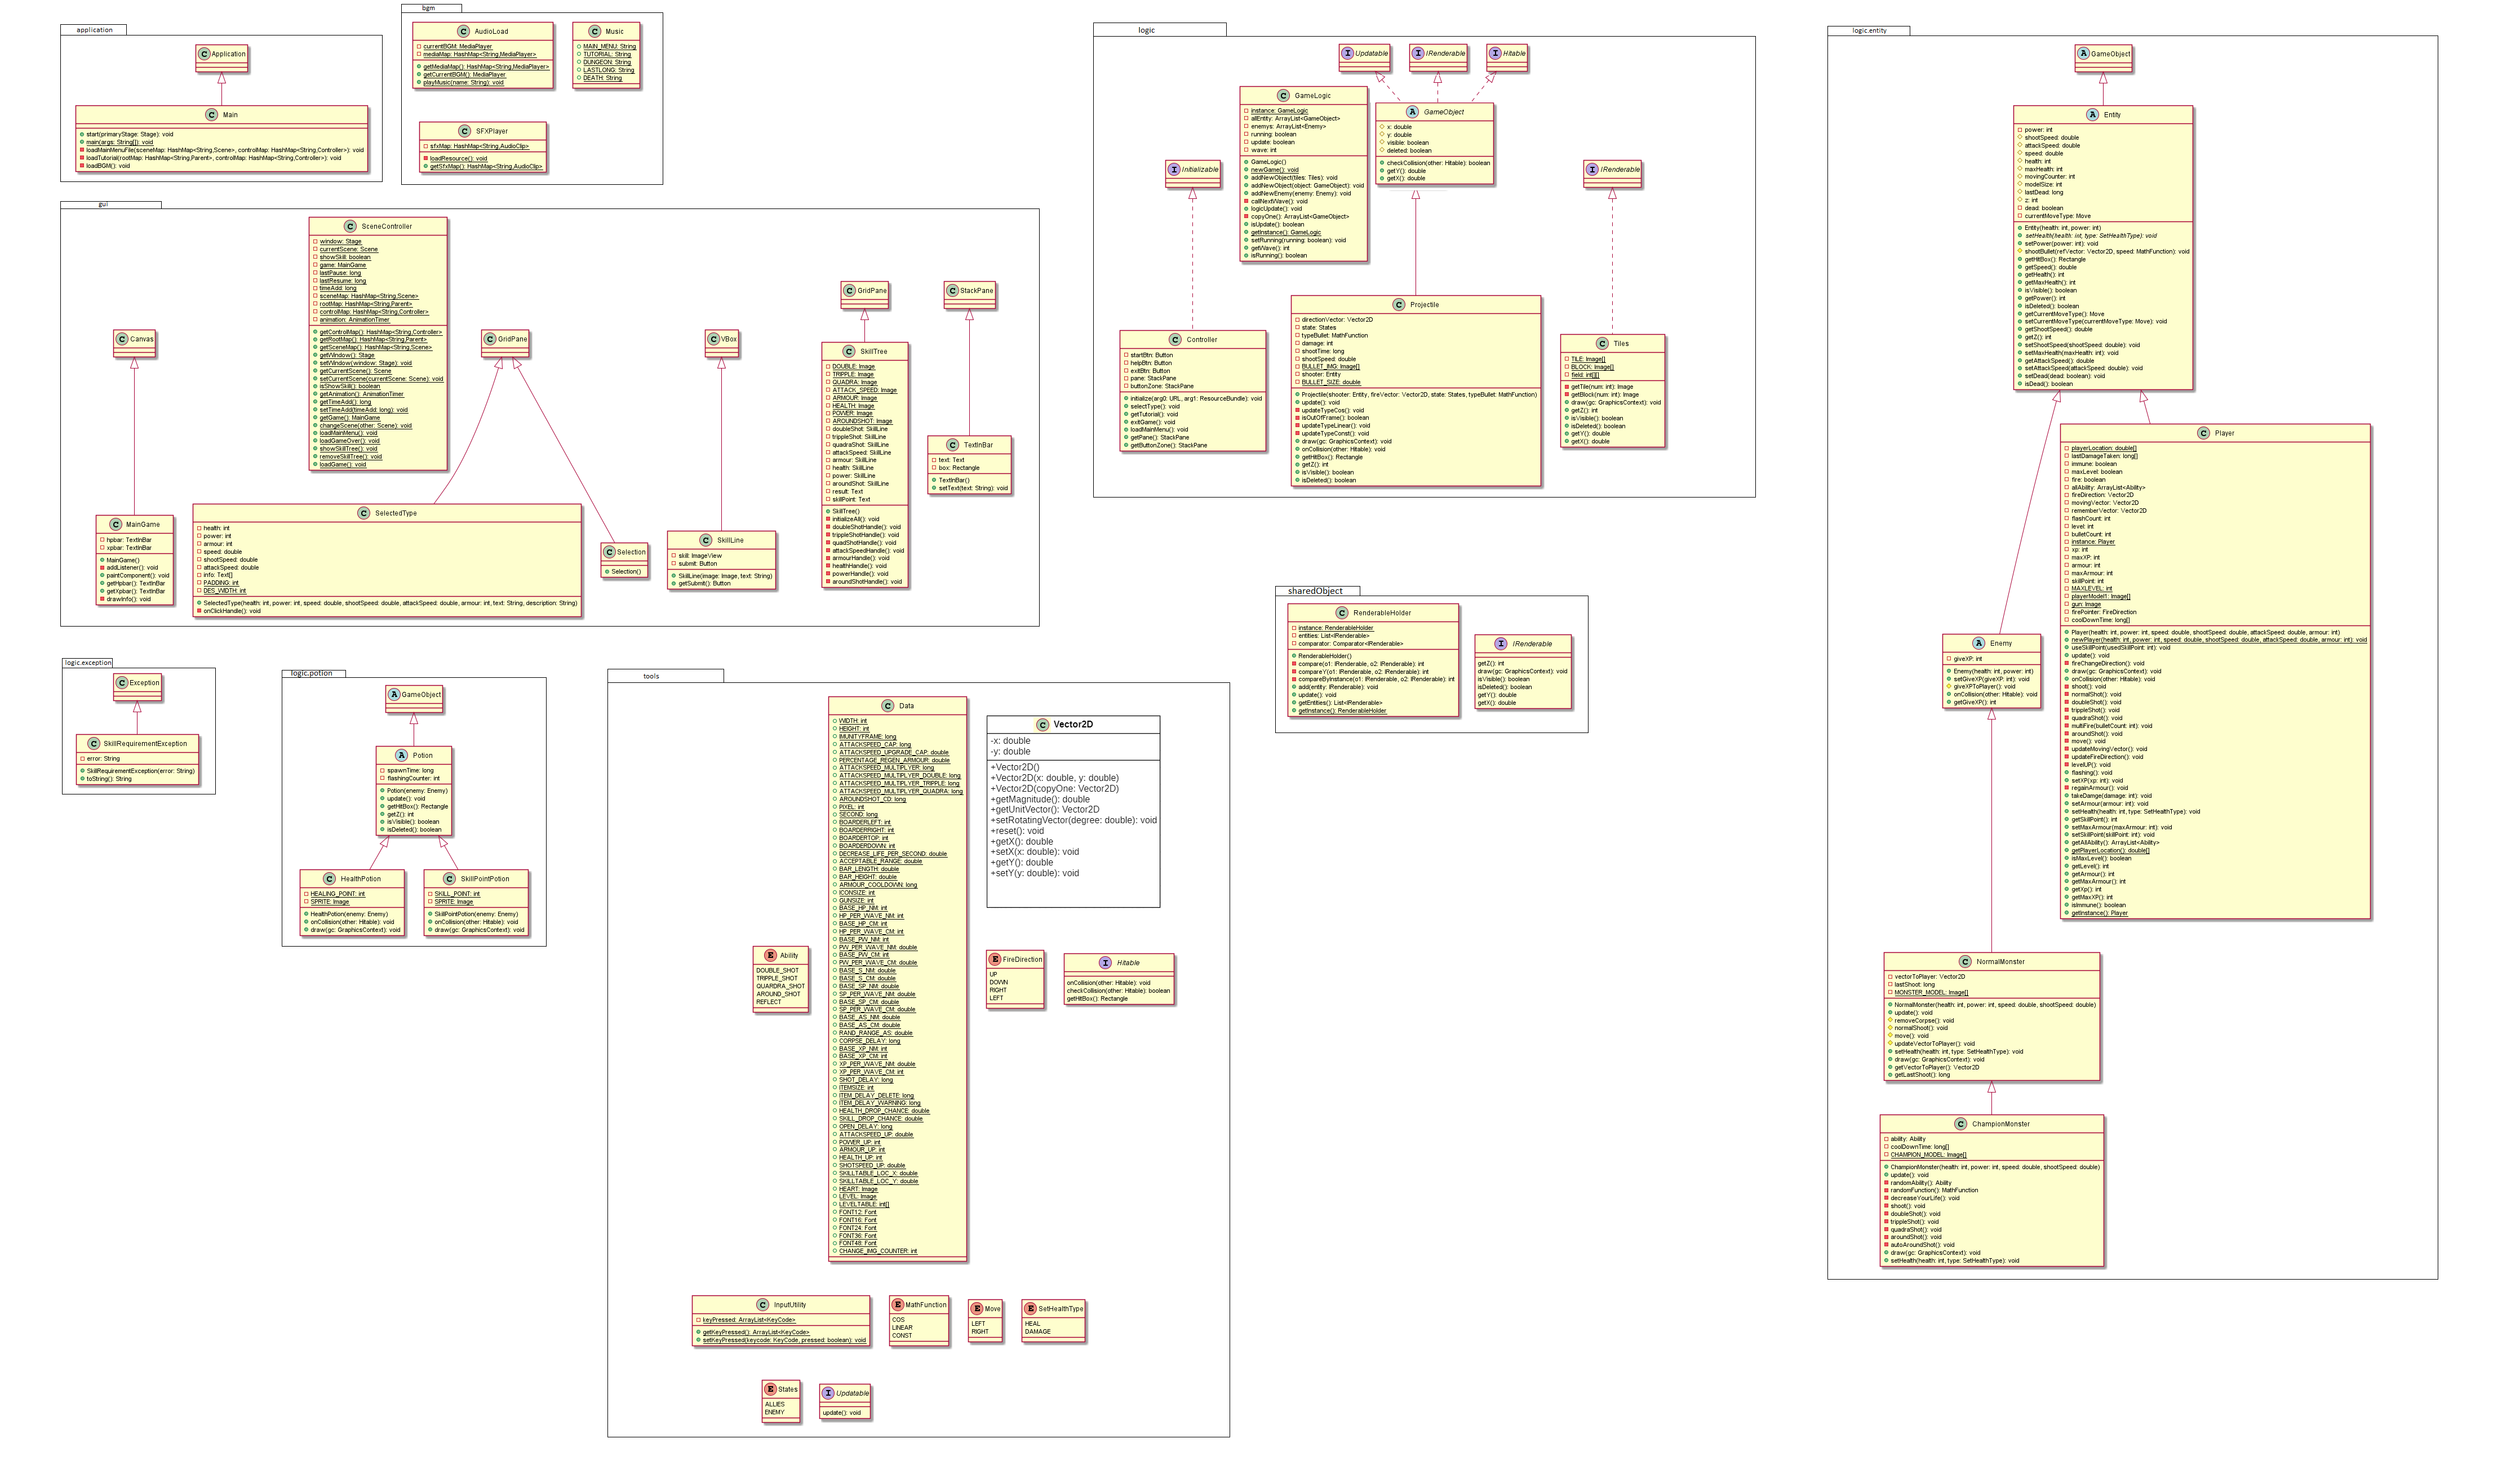 application
Application
Main
start(primaryStage: Stage): void
main(args: String[]): void
loadMainMenuFile(sceneMap: HashMap<String,Scene>, controlMap: HashMap<String,Controller>): void
loadTutorial(rootMap: HashMap<String,Parent>, controlMap: HashMap<String,Controller>): void
loadBGM(): void
bgm
AudioLoad
currentBGM: MediaPlayer
mediaMap: HashMap<String,MediaPlayer>
getMediaMap(): HashMap<String,MediaPlayer>
getCurrentBGM(): MediaPlayer
playMusic(name: String): void
Music
MAIN_MENU: String
TUTORIAL: String
DUNGEON: String
LASTLONG: String
DEATH: String
SFXPlayer
sfxMap: HashMap<String,AudioClip>
loadResource(): void
getSfxMap(): HashMap<String,AudioClip>
gui
SceneController
window: Stage
currentScene: Scene
showSkill: boolean
game: MainGame
lastPause: long
lastResume: long
timeAdd: long
sceneMap: HashMap<String,Scene>
rootMap: HashMap<String,Parent>
controlMap: HashMap<String,Controller>
animation: AnimationTimer
getControlMap(): HashMap<String,Controller>
getRootMap(): HashMap<String,Parent>
getSceneMap(): HashMap<String,Scene>
getWindow(): Stage
setWindow(window: Stage): void
getCurrentScene(): Scene
setCurrentScene(currentScene: Scene): void
isShowSkill(): boolean
getAnimation(): AnimationTimer
getTimeAdd(): long
setTimeAdd(timeAdd: long): void
getGame(): MainGame
changeScene(other: Scene): void
loadMainMenu(): void
loadGameOver(): void
showSkillTree(): void
removeSkillTree(): void
loadGame(): void
Canvas
MainGame
hpbar: TextInBar
xpbar: TextInBar
MainGame()
addListener(): void
paintComponent(): void
getHpbar(): TextInBar
getXpbar(): TextInBar
drawInfo(): void
GridPane
SelectedType
health: int
power: int
armour: int
speed: double
shootSpeed: double
attackSpeed: double
info: Text[]
PADDING: int
DES_WIDTH: int
SelectedType(health: int, power: int, speed: double, shootSpeed: double, attackSpeed: double, armour: int, text: String, description: String)
onClickHandle(): void
Selection
Selection()
VBox
SkillLine
skill: ImageView
submit: Button
SkillLine(image: Image, text: String)
getSubmit(): Button
GridPane
SkillTree
DOUBLE: Image
TRIPPLE: Image
QUADRA: Image
ATTACK_SPEED: Image
ARMOUR: Image
HEALTH: Image
POWER: Image
AROUNDSHOT: Image
doubleShot: SkillLine
trippleShot: SkillLine
quadraShot: SkillLine
attackSpeed: SkillLine
armour: SkillLine
health: SkillLine
power: SkillLine
aroundShot: SkillLine
result: Text
skillPoint: Text
SkillTree()
initializeAll(): void
doubleShotHandle(): void
trippleShotHandle(): void
quadShotHandle(): void
attackSpeedHandle(): void
armourHandle(): void
healthHandle(): void
powerHandle(): void
aroundShotHandle(): void
StackPane
TextInBar
text: Text
box: Rectangle
TextInBar()
setText(text: String): void
logic
Updatable
IRenderable
Hitable
GameLogic
instance: GameLogic
allEntity: ArrayList<GameObject>
enemys: ArrayList<Enemy>
running: boolean
update: boolean
wave: int
GameLogic()
newGame(): void
addNewObject(tiles: Tiles): void
addNewObject(object: GameObject): void
addNewEnemy(enemy: Enemy): void
callNextWave(): void
logicUpdate(): void
copyOne(): ArrayList<GameObject>
isUpdate(): boolean
getInstance(): GameLogic
setRunning(running: boolean): void
getWave(): int
isRunning(): boolean
GameObject
x: double
y: double
visible: boolean
deleted: boolean
checkCollision(other: Hitable): boolean
getY(): double
getX(): double
Initializable
Controller
startBtn: Button
helpBtn: Button
exitBtn: Button
pane: StackPane
buttonZone: StackPane
initialize(arg0: URL, arg1: ResourceBundle): void
selectType(): void
getTutorial(): void
exitGame(): void
loadMainMenu(): void
getPane(): StackPane
getButtonZone(): StackPane
Projectile
directionVector: Vector2D
state: States
typeBullet: MathFunction
damage: int
shootTime: long
shootSpeed: double
BULLET_IMG: Image[]
shooter: Entity
BULLET_SIZE: double
Projectile(shooter: Entity, fireVector: Vector2D, state: States, typeBullet: MathFunction)
update(): void
updateTypeCos(): void
isOutOfFrame(): boolean
updateTypeLinear(): void
updateTypeConst(): void
draw(gc: GraphicsContext): void
onCollision(other: Hitable): void
getHitBox(): Rectangle
getZ(): int
isVisible(): boolean
isDeleted(): boolean
IRenderable
Tiles
TILE: Image[]
BLOCK: Image[]
field: int[][]
getTile(num: int): Image
getBlock(num: int): Image
draw(gc: GraphicsContext): void
getZ(): int
isVisible(): boolean
isDeleted(): boolean
getY(): double
getX(): double
logic.entity
GameObject
Entity
power: int
shootSpeed: double
attackSpeed: double
speed: double
health: int
maxHealth: int
movingCounter: int
modelSize: int
lastDead: long
z: int
dead: boolean
currentMoveType: Move
Entity(health: int, power: int)
setHealth(health: int, type: SetHealthType): void
setPower(power: int): void
shootBullet(refVector: Vector2D, speed: MathFunction): void
getHitBox(): Rectangle
getSpeed(): double
getHealth(): int
getMaxHealth(): int
isVisible(): boolean
getPower(): int
isDeleted(): boolean
getCurrentMoveType(): Move
setCurrentMoveType(currentMoveType: Move): void
getShootSpeed(): double
getZ(): int
setShootSpeed(shootSpeed: double): void
setMaxHealth(maxHealth: int): void
getAttackSpeed(): double
setAttackSpeed(attackSpeed: double): void
setDead(dead: boolean): void
isDead(): boolean
Player
playerLocation: double[]
lastDamageTaken: long[]
immune: boolean
maxLevel: boolean
fire: boolean
allAbility: ArrayList<Ability>
fireDirection: Vector2D
movingVector: Vector2D
rememberVector: Vector2D
flashCount: int
level: int
bulletCount: int
instance: Player
xp: int
maxXP: int
armour: int
maxArmour: int
skillPoint: int
MAXLEVEL: int
playerModel1: Image[]
gun: Image
firePointer: FireDirection
coolDownTime: long[]
Player(health: int, power: int, speed: double, shootSpeed: double, attackSpeed: double, armour: int)
newPlayer(health: int, power: int, speed: double, shootSpeed: double, attackSpeed: double, armour: int): void
useSkillPoint(usedSkillPoint: int): void
update(): void
fireChangeDirection(): void
draw(gc: GraphicsContext): void
onCollision(other: Hitable): void
shoot(): void
normalShot(): void
doubleShot(): void
trippleShot(): void
quadraShot(): void
multiFire(bulletCount: int): void
aroundShot(): void
move(): void
updateMovingVector(): void
updateFireDirection(): void
levelUP(): void
flashing(): void
setXP(xp: int): void
regainArmour(): void
takeDamge(damage: int): void
setArmour(armour: int): void
setHealth(health: int, type: SetHealthType): void
getSkillPoint(): int
setMaxArmour(maxArmour: int): void
setSkillPoint(skillPoint: int): void
getAllAbility(): ArrayList<Ability>
getPlayerLocation(): double[]
isMaxLevel(): boolean
getLevel(): int
getArmour(): int
getMaxArmour(): int
getXp(): int
getMaxXP(): int
isImmune(): boolean
getInstance(): Player
Enemy
giveXP: int
Enemy(health: int, power: int)
setGiveXP(giveXP: int): void
giveXPToPlayer(): void
onCollision(other: Hitable): void
getGiveXP(): int
NormalMonster
vectorToPlayer: Vector2D
lastShoot: long
MONSTER_MODEL: Image[]
NormalMonster(health: int, power: int, speed: double, shootSpeed: double)
update(): void
removeCorpse(): void
normalShoot(): void
move(): void
updateVectorToPlayer(): void
setHealth(health: int, type: SetHealthType): void
draw(gc: GraphicsContext): void
getVectorToPlayer(): Vector2D
getLastShoot(): long
ChampionMonster
ability: Ability
coolDownTime: long[]
CHAMPION_MODEL: Image[]
ChampionMonster(health: int, power: int, speed: double, shootSpeed: double)
update(): void
randomAbility(): Ability
randomFunction(): MathFunction
decreaseYourLife(): void
shoot(): void
doubleShot(): void
trippleShot(): void
quadraShot(): void
aroundShot(): void
autoAroundShot(): void
draw(gc: GraphicsContext): void
setHealth(health: int, type: SetHealthType): void
sharedObject
RenderableHolder
instance: RenderableHolder
entities: List<IRenderable>
comparator: Comparator<IRenderable>
RenderableHolder()
compare(o1: IRenderable, o2: IRenderable): int
compareY(o1: IRenderable, o2: IRenderable): int
compareByInstance(o1: IRenderable, o2: IRenderable): int
add(entity: IRenderable): void
update(): void
getEntities(): List<IRenderable>
getInstance(): RenderableHolder
IRenderable
getZ(): int
draw(gc: GraphicsContext): void
isVisible(): boolean
isDeleted(): boolean
getY(): double
getX(): double
logic.exception
Exception
SkillRequirementException
error: String
SkillRequirementException(error: String)
toString(): String
logic.potion
GameObject
Potion
spawnTime: long
flashingCounter: int
Potion(enemy: Enemy)
update(): void
getHitBox(): Rectangle
getZ(): int
isVisible(): boolean
isDeleted(): boolean
HealthPotion
HEALING_POINT: int
SPRITE: Image
HealthPotion(enemy: Enemy)
onCollision(other: Hitable): void
draw(gc: GraphicsContext): void
SkillPointPotion
SKILL_POINT: int
SPRITE: Image
SkillPointPotion(enemy: Enemy)
onCollision(other: Hitable): void
draw(gc: GraphicsContext): void
tools
Data
WIDTH: int
HEIGHT: int
IMUNITYFRAME: long
ATTACKSPEED_CAP: long
ATTACKSPEED_UPGRADE_CAP: double
PERCENTAGE_REGEN_ARMOUR: double
ATTACKSPEED_MULTIPLYER: long
ATTACKSPEED_MULTIPLYER_DOUBLE: long
ATTACKSPEED_MULTIPLYER_TRIPPLE: long
ATTACKSPEED_MULTIPLYER_QUADRA: long
AROUNDSHOT_CD: long
PIXEL: int
SECOND: long
BOARDERLEFT: int
BOARDERRIGHT: int
BOARDERTOP: int
BOARDERDOWN: int
DECREASE_LIFE_PER_SECOND: double
ACCEPTABLE_RANGE: double
BAR_LENGTH: double
BAR_HEIGHT: double
ARMOUR_COOLDOWN: long
ICONSIZE: int
GUNSIZE: int
BASE_HP_NM: int
HP_PER_WAVE_NM: int
BASE_HP_CM: int
HP_PER_WAVE_CM: int
BASE_PW_NM: int
PW_PER_WAVE_NM: double
BASE_PW_CM: int
PW_PER_WAVE_CM: double
BASE_S_NM: double
BASE_S_CM: double
BASE_SP_NM: double
SP_PER_WAVE_NM: double
BASE_SP_CM: double
SP_PER_WAVE_CM: double
BASE_AS_NM: double
BASE_AS_CM: double
RAND_RANGE_AS: double
CORPSE_DELAY: long
BASE_XP_NM: int
BASE_XP_CM: int
XP_PER_WAVE_NM: double
XP_PER_WAVE_CM: int
SHOT_DELAY: long
ITEMSIZE: int
ITEM_DELAY_DELETE: long
ITEM_DELAY_WARNING: long
HEALTH_DROP_CHANCE: double
SKILL_DROP_CHANCE: double
OPEN_DELAY: long
ATTACKSPEED_UP: double
POWER_UP: int
ARMOUR_UP: int
HEALTH_UP: int
SHOTSPEED_UP: double
SKILLTABLE_LOC_X: double
SKILLTABLE_LOC_Y: double
HEART: Image
LEVEL: Image
LEVELTABLE: int[]
FONT12: Font
FONT16: Font
FONT24: Font
FONT36: Font
FONT48: Font
CHANGE_IMG_COUNTER: int
Vector2D
-x: double
-y: double
+Vector2D()
+Vector2D(x: double, y: double)
+Vector2D(copyOne: Vector2D)
+getMagnitude(): double
+getUnitVector(): Vector2D
+setRotatingVector(degree: double): void
+reset(): void
+getX(): double
+setX(x: double): void
+getY(): double
+setY(y: double): void
Ability
DOUBLE_SHOT
TRIPPLE_SHOT
QUARDRA_SHOT
AROUND_SHOT
REFLECT
FireDirection
UP
DOWN
RIGHT
LEFT
Hitable
onCollision(other: Hitable): void
checkCollision(other: Hitable): boolean
getHitBox(): Rectangle
InputUtility
keyPressed: ArrayList<KeyCode>
getKeyPressed(): ArrayList<KeyCode>
setKeyPressed(keycode: KeyCode, pressed: boolean): void
MathFunction
COS
LINEAR
CONST
Move
LEFT
RIGHT
SetHealthType
HEAL
DAMAGE
States
ALLIES
ENEMY
Updatable
update(): void